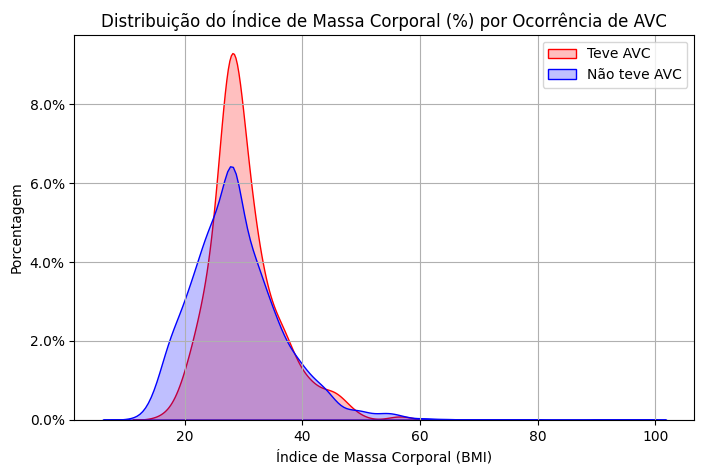 Distribuição do Índice de Massa Corporal (%) por Ocorrência de AVC
Teve AVC
Não teve AVC
8.0%
6.0%
4.0%
2.0%
0.0%
Porcentagem
20 40 60 80 100
Índice de Massa Corporal (BMI)